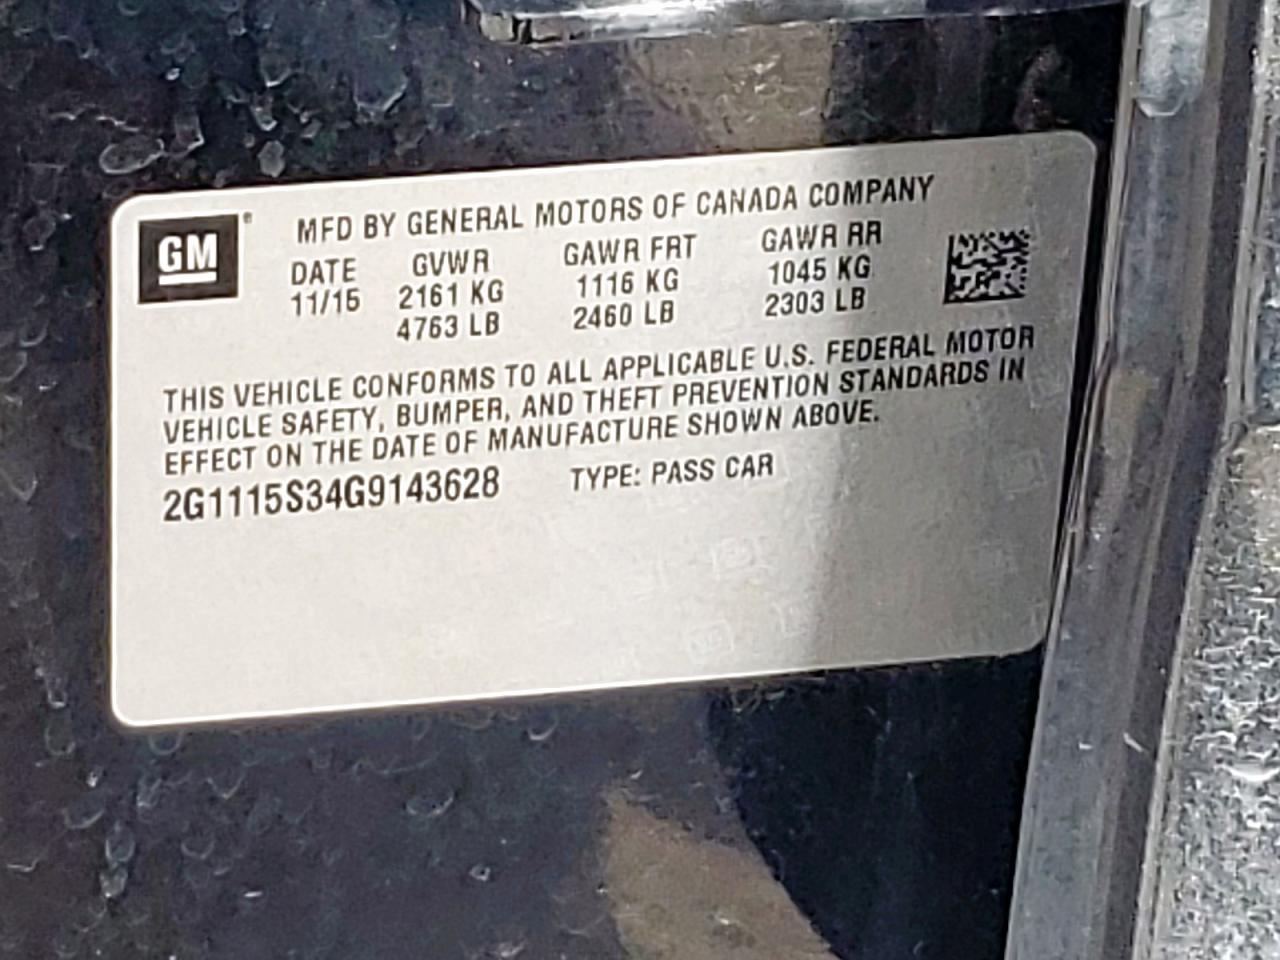 GM®
MFD BY GENERAL MOTORS OF CANADA COMPANY
DATE GVWR GAWR FRT GAWR RR
11/15 2161 KG 1116 KG 1045 KG
4763 LB 2460 LB 2303 LB
THIS VEHICLE CONFORMS TO ALL APPLICABLE U.S. FEDERAL MOTOR
VEHICLE SAFETY, BUMPER, AND THEFT PREVENTION STANDARDS IN
EFFECT ON THE DATE OF MANUFACTURE SHOWN ABOVE.
2G1115S34G9143628 TYPE: PASS CAR